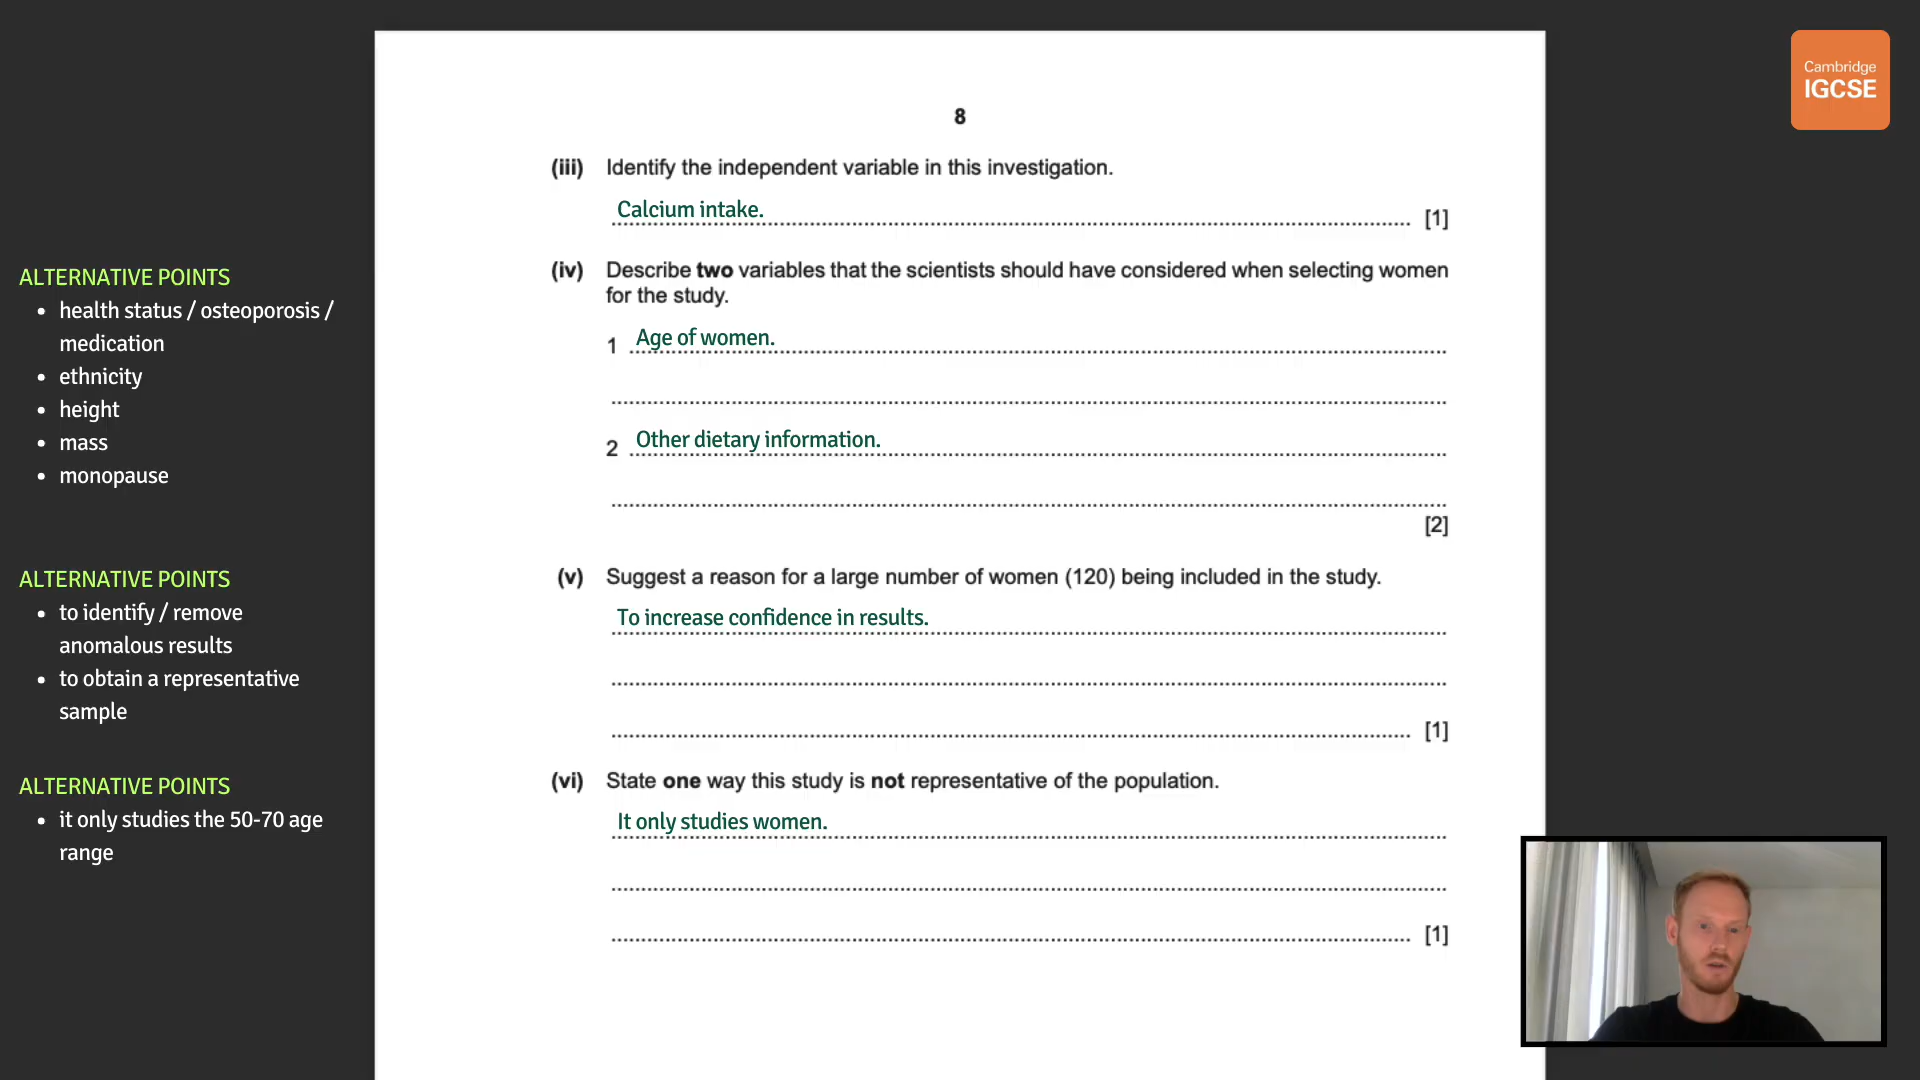 Cambridge
IGCSE
8
(iii) Identify the independent variable in this investigation.
Calcium intake. [1]
(iv) Describe two variables that the scientists should have considered when selecting women
for the study.
1 Age of women.
2 Other dietary information.
[2]
(v) Suggest a reason for a large number of women (120) being included in the study.
To increase confidence in results.
[1]
(vi) State one way this study is not representative of the population.
It only studies women.
[1]
ALTERNATIVE POINTS
• health status / osteoporosis /
medication
• ethnicity
• height
• mass
• monopause
ALTERNATIVE POINTS
• to identify / remove
anomalous results
• to obtain a representative
sample
ALTERNATIVE POINTS
• it only studies the 50-70 age
range